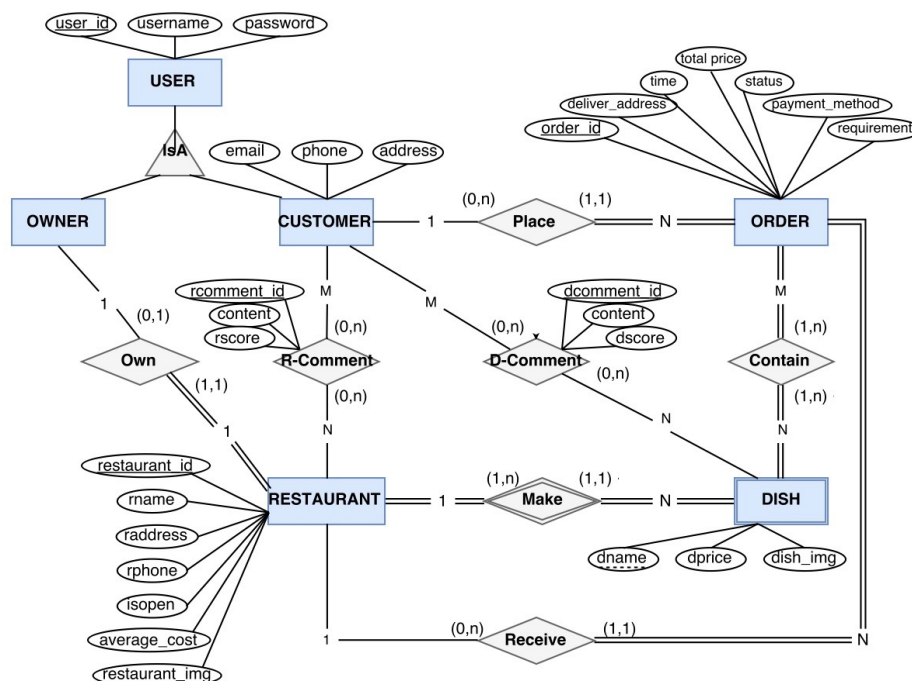 user_id
username
password
USER
IsA
email
phone
address
OWNER
CUSTOMER
total price
time
status
deliver_address
payment_method
order_id
requirement
(0,n)
(1,1)
1
Place
N
ORDER
1
(0,1)
Own
(1,1)
1
M
rcomment_id
content
rscore
(0,n)
R-Comment
(0,n)
N
M
dcomment_id
content
dscore
(0,n)
D-Comment
(0,n)
N
M
(1,n)
Contain
(1,n)
N
restaurant_id
rname
raddress
rphone
isopen
average_cost
restaurant_img
RESTAURANT
1
(1,n)
Make
(1,1)
N
DISH
dname
dprice
dish_img
1
(0,n)
Receive
(1,1)
N